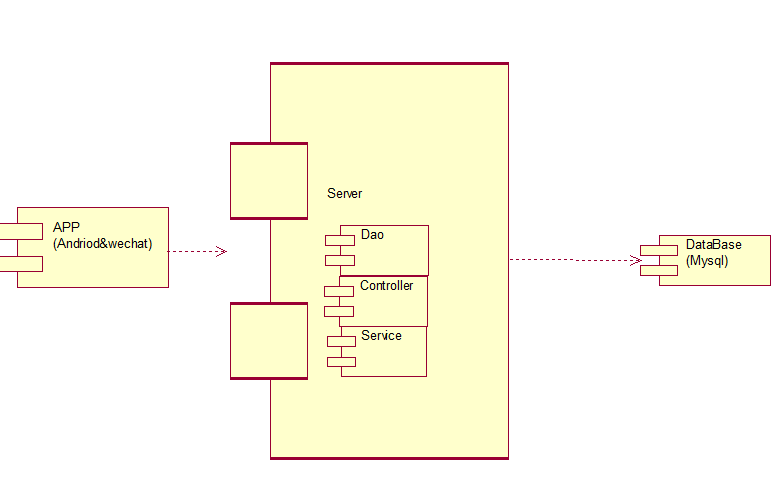 Server
APP
(Andriod&wechat)
Dao
DataBase
(Mysql)
Controller
Service